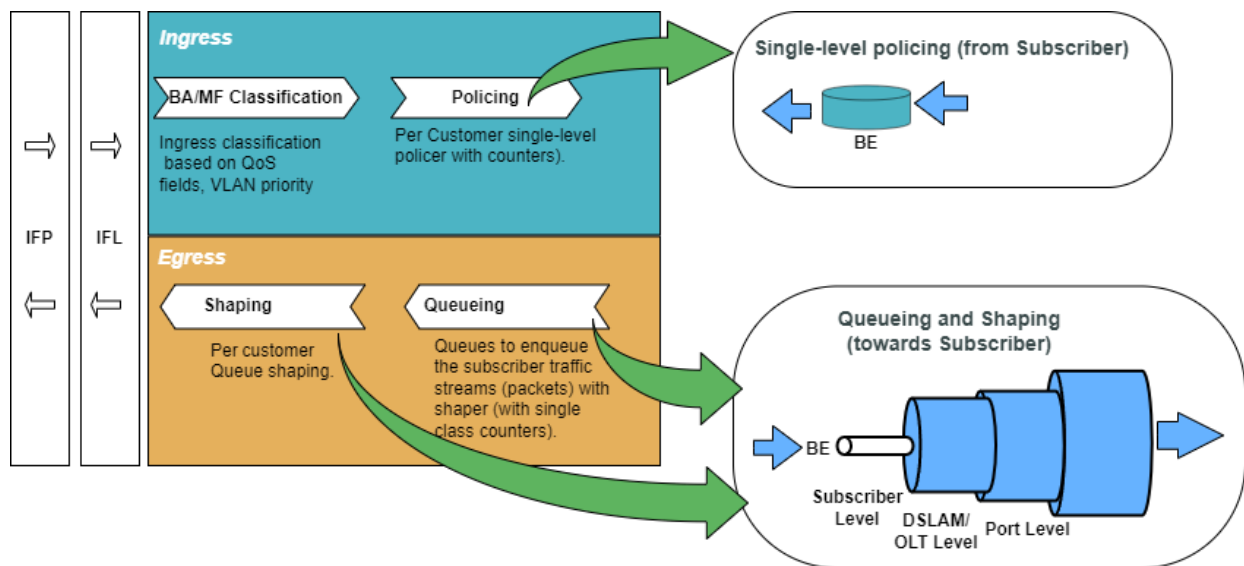 IFP
IFL
Ingress
BA/MF Classification
Ingress classification
based on QoS
fields, VLAN priority
Policing
Per Customer single-level
policer with counters).
Egress
Shaping
Per customer
Queue shaping.
Queueing
Queues to enqueue
the subscriber traffic
streams (packets) with
shaper (with single
class counters).
Single-level policing (from Subscriber)
BE
Queueing and Shaping
(towards Subscriber)
BE
Subscriber
Level
DSLAM/
OLT Level
Port Level